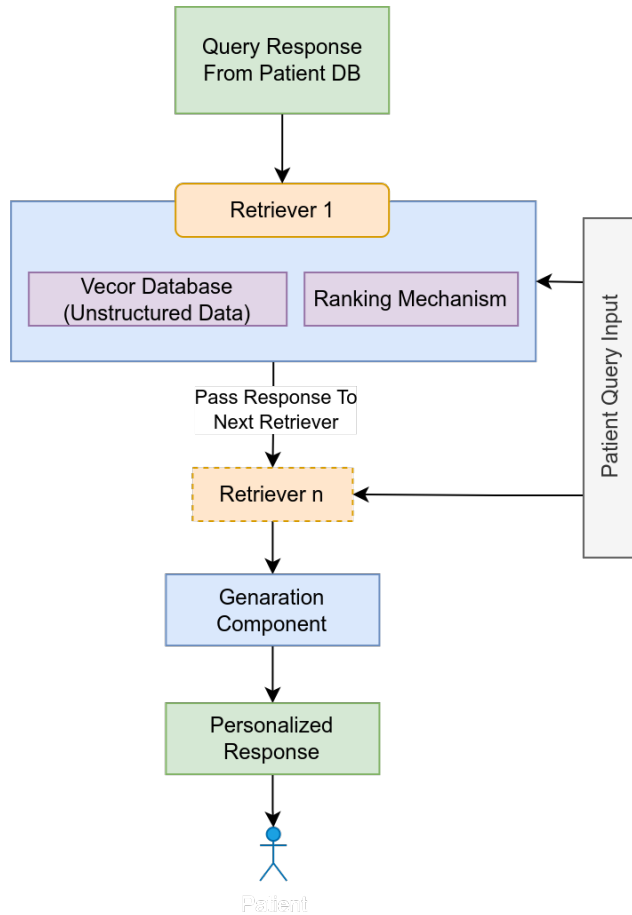 Query Response
From Patient DB
Retriever 1
Vecor Database
(Unstructured Data)
Ranking Mechanism
Patient Query Input
Pass Response To
Next Retriever
Retriever n
Genaration
Component
Personalized
Response
Patient